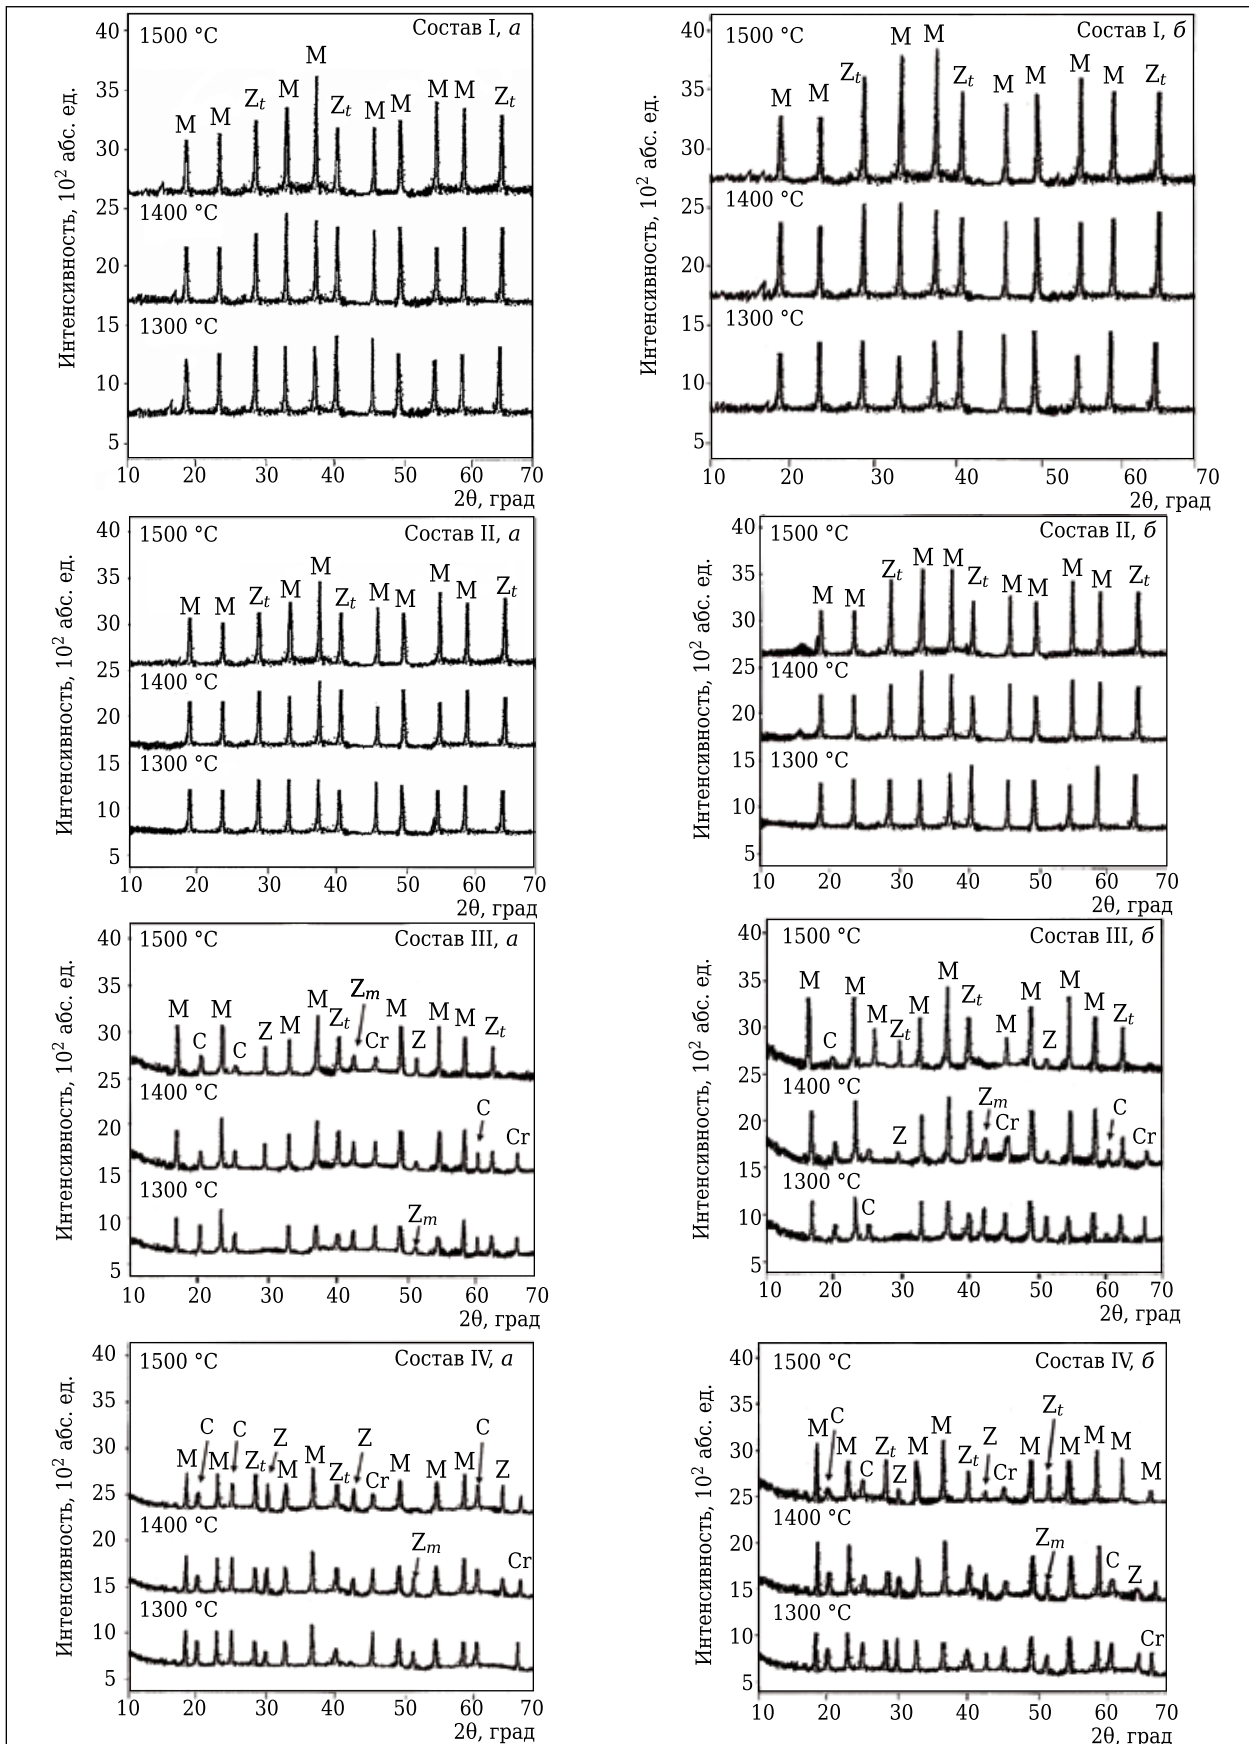 1500 °C
Состав I, а
40
35
30
25
20
15
10
5
M M Zt M M Zt M M M M Zt
1400 °C
1300 °C
Интенсивность, 10² абс. ед.
10 20 30 40 50 60 70
2θ, град
1500 °C
Состав I, б
40
35
30
25
20
15
10
5
M M Zt M M Zt M M M M Zt
1400 °C
1300 °C
Интенсивность, 10² абс. ед.
10 20 30 40 50 60 70
2θ, град
1500 °C
Состав II, а
40
35
30
25
20
15
10
5
M M Zt M M Zt M M M M Zt
1400 °C
1300 °C
Интенсивность, 10² абс. ед.
10 20 30 40 50 60 70
2θ, град
1500 °C
Состав II, б
40
35
30
25
20
15
10
5
M M Zt M M Zt M M M M Zt
1400 °C
1300 °C
Интенсивность, 10² абс. ед.
10 20 30 40 50 60 70
2θ, град
1500 °C
Состав III, а
40
35
30
25
20
15
10
5
M C M C Z M M Zt Zm Cr M Z M M Zt
1400 °C
C Cr
1300 °C
Zm
Интенсивность, 10² абс. ед.
10 20 30 40 50 60 70
2θ, град
1500 °C
Состав III, б
40
35
30
25
20
15
10
5
M C M M Zt M M Zt M M Z M M Zt
1400 °C
Z Zm Cr C Cr
1300 °C
C
Интенсивность, 10² абс. ед.
10 20 30 40 50 60 70
2θ, град
1500 °C
Состав IV, а
40
35
30
25
20
15
10
5
M C M C Zt Z M M Zt Z Cr M M M C Z
1400 °C
Zm Cr
1300 °C
Интенсивность, 10² абс. ед.
10 20 30 40 50 60 70
2θ, град
1500 °C
Состав IV, б
40
35
30
25
20
15
10
5
M C M C Zt Z M M Zt Z Cr M Zt M M M M
1400 °C
Zm C Z
1300 °C
Cr
Интенсивность, 10² абс. ед.
10 20 30 40 50 60 70
2θ, град